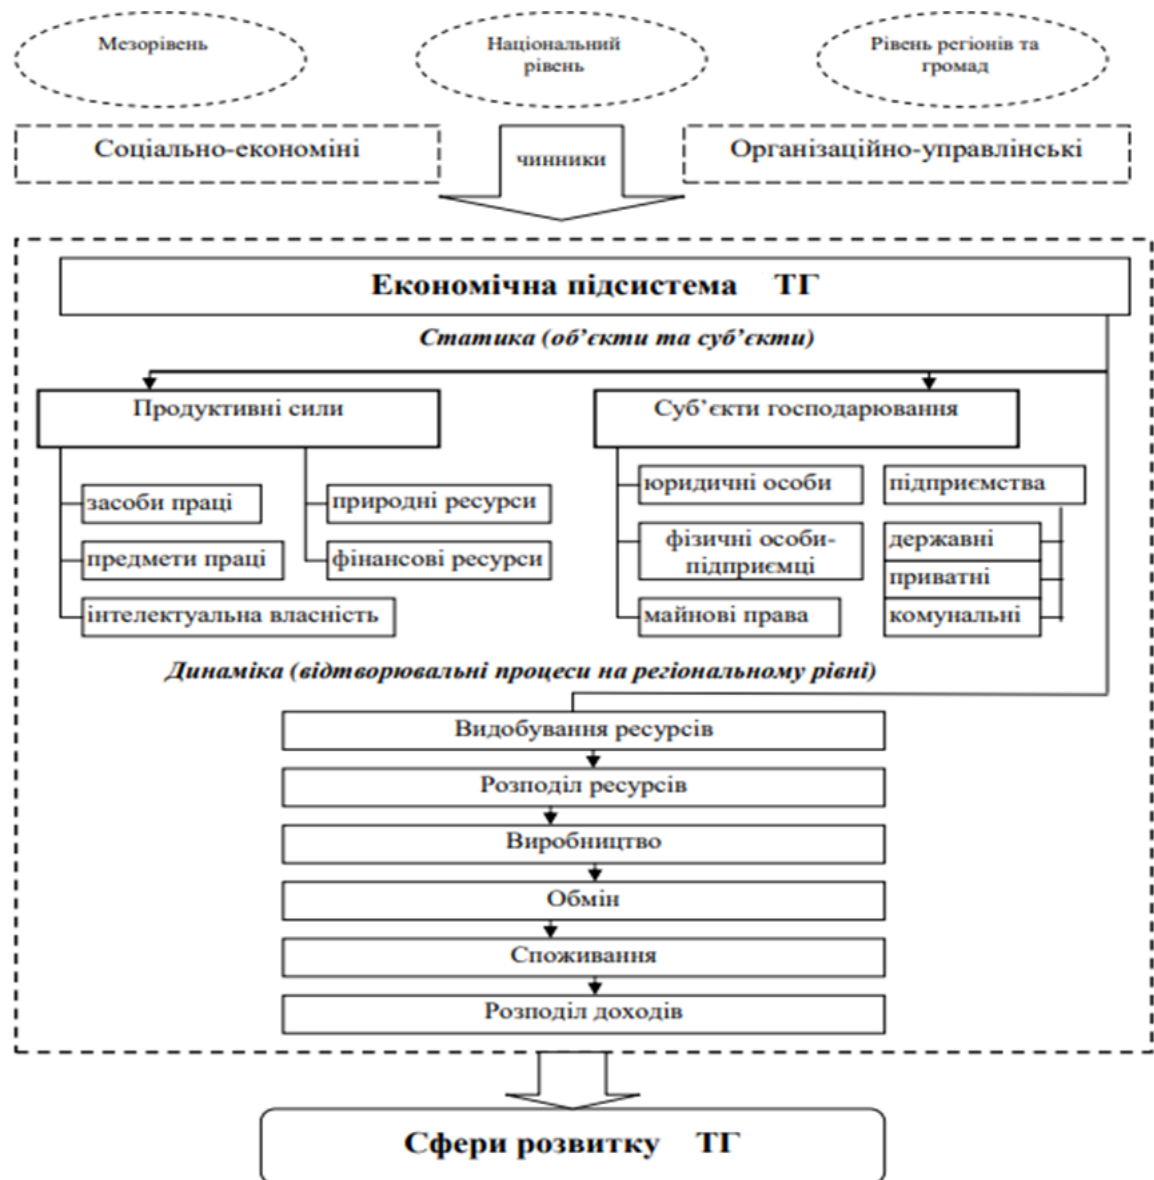 Мезорівень
Національний
рівень
Рівень регіонів та
громад
Соціально-економіні
чинники
Організаційно-управлінські
Економічна підсистема ТГ
Статика (об’єкти та суб’єкти)
Продуктивні сили
Суб’єкти господарювання
засоби праці
природні ресурси
предмети праці
фінансові ресурси
інтелектуальна власність
юридичні особи
підприємства
фізичні особи-
підприємці
державні
приватні
майнові права
комунальні
Динаміка (відтворювальні процеси на регіональному рівні)
Видобування ресурсів
Розподіл ресурсів
Виробництво
Обмін
Споживання
Розподіл доходів
Сфери розвитку ТГ